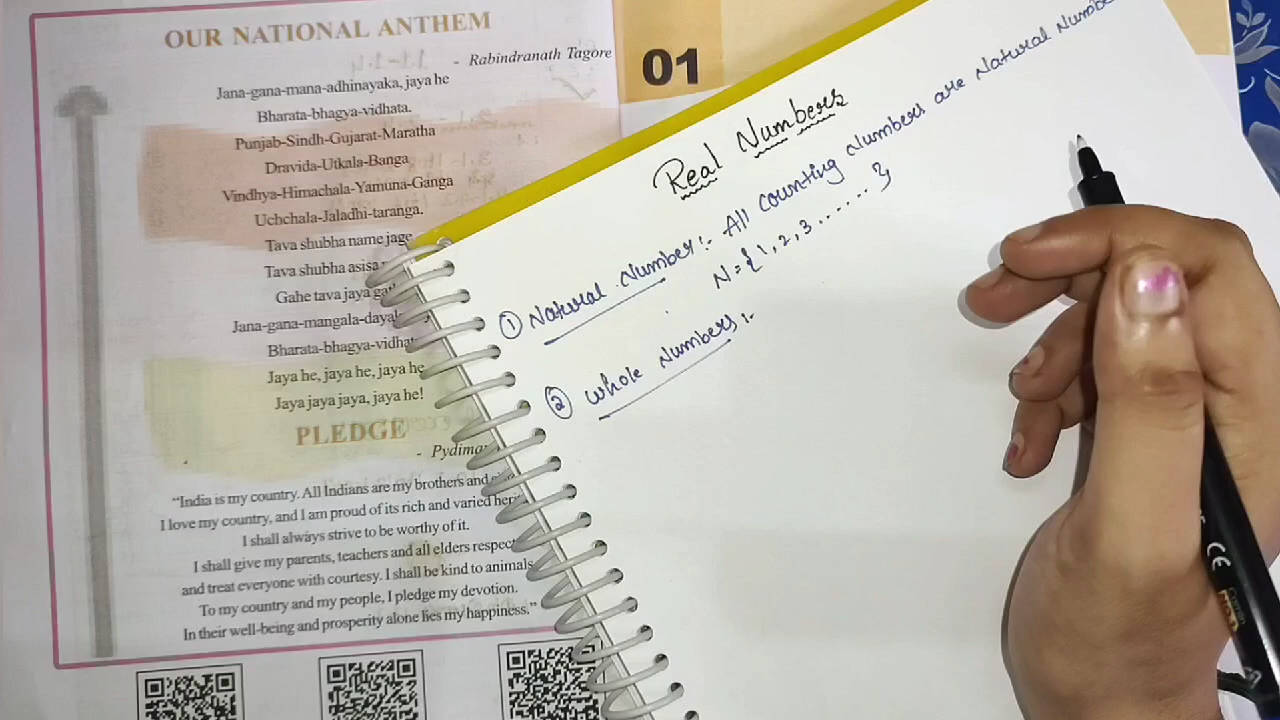 OUR NATIONAL ANTHEM
- Rabindranath Tagore
Jana-gana-mana-adhinayaka, jaya he
Bharata-bhagya-vidhata.
Punjab-Sindh-Gujarat-Maratha
Dravida-Utkala-Banga
Vindhya-Himachala-Yamuna-Ganga
Uchchala-Jaladhi-taranga.
Tava shubha name jage
Tava shubha asisa
Gahe tava jaya
Jana-gana-mangala-
Bharata-bhagya-
Jaya he, jaya he, jaya he
Jaya jaya jaya, jaya he!
PLEDGE
-
"India is my country. All Indians are my brothers and
I love my country, and I am proud of its rich and varied
I shall always strive to be worthy of it.
I shall give my parents, teachers and all elders respect
and treat everyone with courtesy. I shall be kind to animals
To my country and my people, I pledge my devotion.
In their well-being and prosperity alone lies my happiness."
01
Real Numbers
① Natural Number :- All counting Numbers are Natural
N = {1, 2, 3 ...... }
② Whole Numbers :-
CE